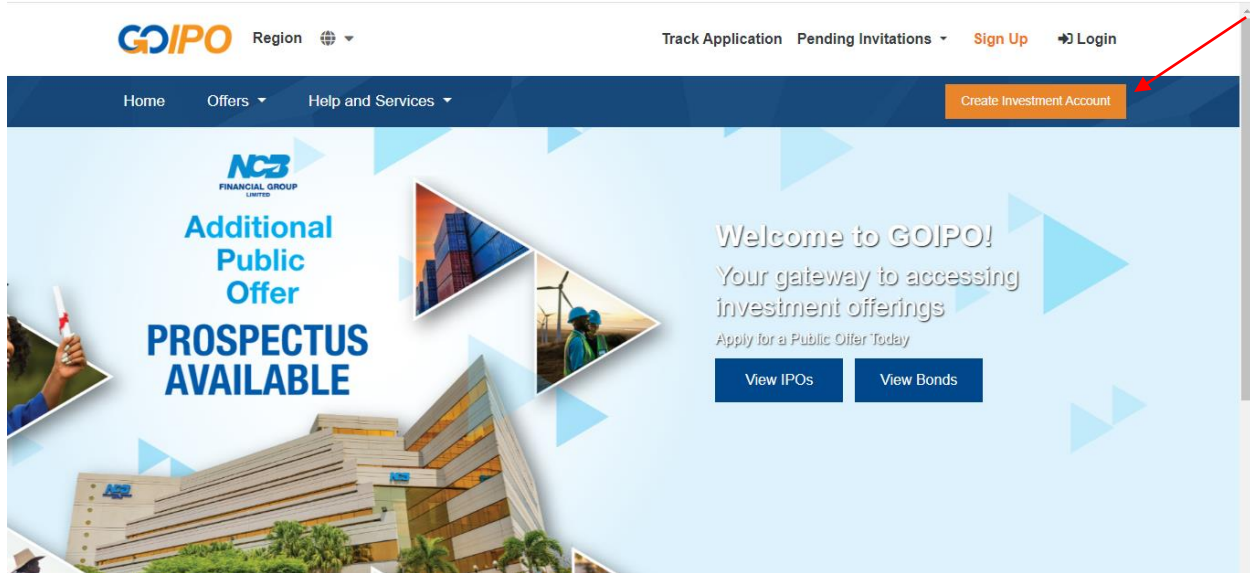 GOIPO Region Track Application Pending Invitations Sign Up Login
Home Offers Help and Services Create Investment Account
NCB
FINANCIAL GROUP
LIMITED
Additional
Public
Offer
PROSPECTUS
AVAILABLE
Welcome to GOIPO!
Your gateway to accessing
investment offerings
Apply for a Public Offer Today
View IPOs View Bonds
NCB
NCB